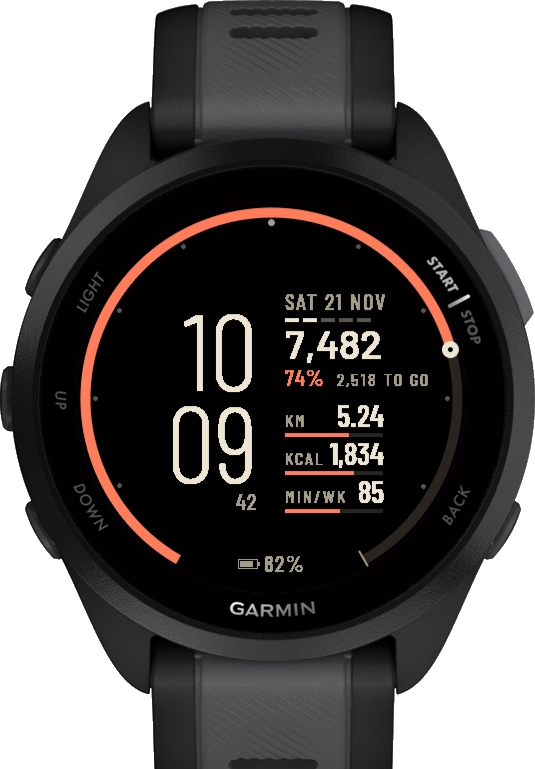 LIGHT
START
STOP
UP
DOWN
BACK
10
09
42
SAT 21 NOV
7,482
74% 2,518 TO GO
KM 5.24
KCAL 1,834
MIN/WK 85
82%
GARMIN